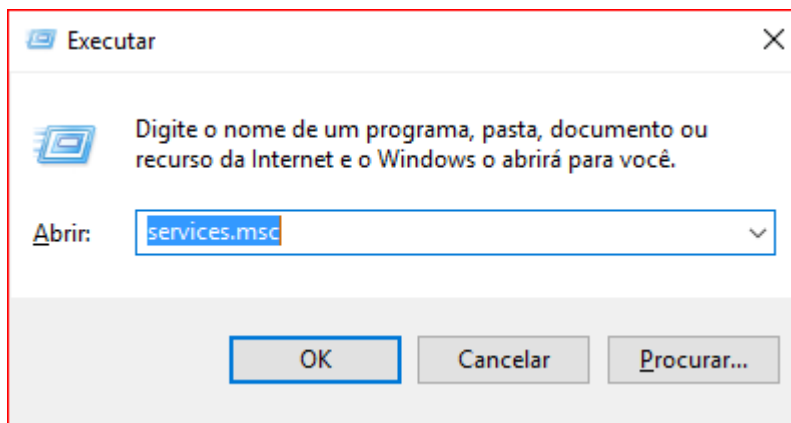 Executar
Digite o nome de um programa, pasta, documento ou
recurso da Internet e o Windows o abrirá para você.
Abrir: services.msc
OK Cancelar Procurar...